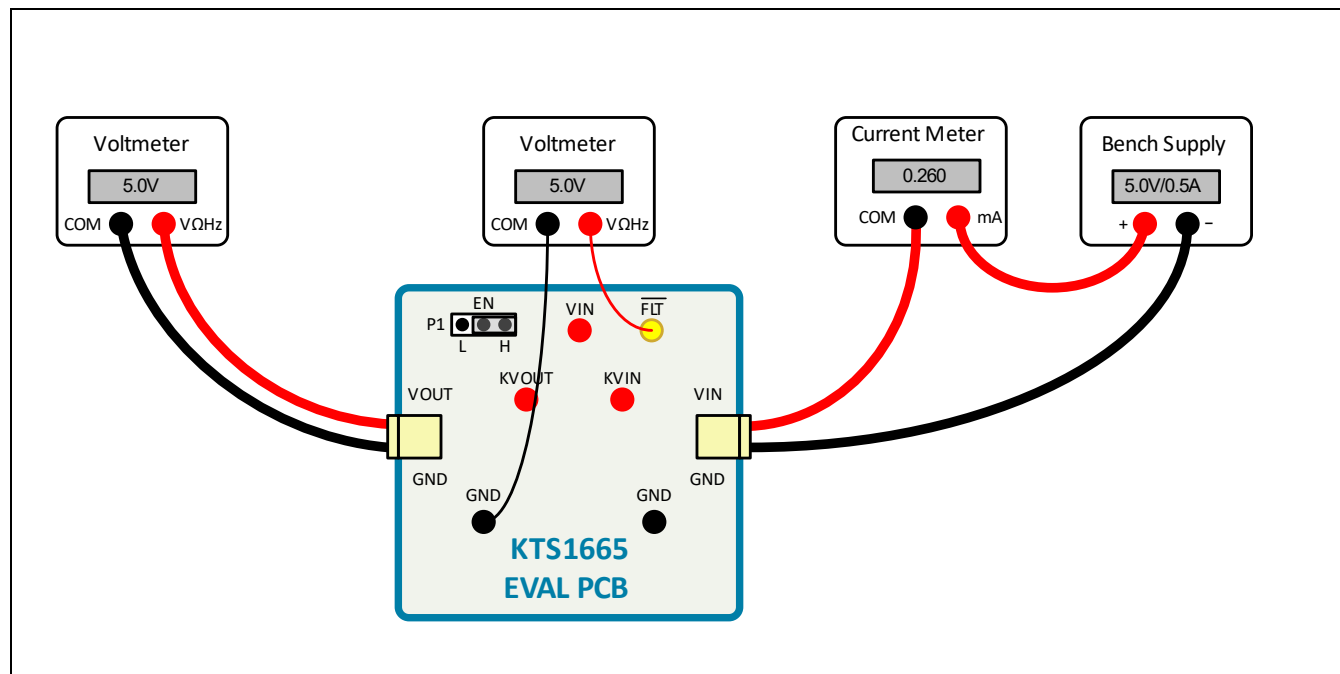 Voltmeter
5.0V
COM
VΩHz
Voltmeter
5.0V
COM
VΩHz
Current Meter
0.260
COM
mA
Bench Supply
5.0V/0.5A
+
−
EN
P1
L
H
VIN
FLT
KVOUT
KVIN
VOUT
VIN
GND
GND
GND
GND
KTS1665
EVAL PCB